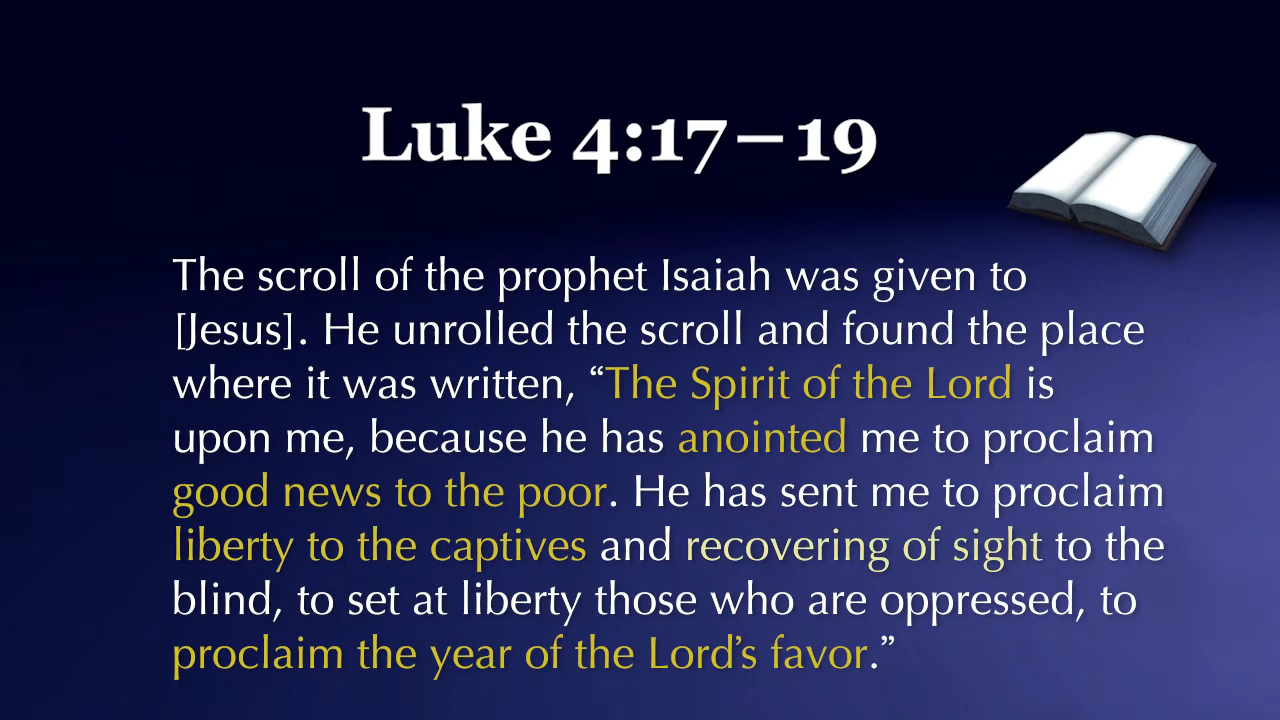 Luke 4:17–19
The scroll of the prophet Isaiah was given to
[Jesus]. He unrolled the scroll and found the place
where it was written, “The Spirit of the Lord is
upon me, because he has anointed me to proclaim
good news to the poor. He has sent me to proclaim
liberty to the captives and recovering of sight to the
blind, to set at liberty those who are oppressed, to
proclaim the year of the Lord’s favor.”